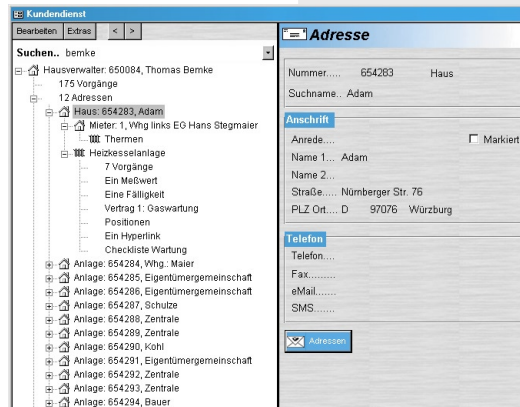 Kundendienst
Bearbeiten Extras < >
Suchen.. bemke
Hausverwalter: 650084, Thomas Bemke
175 Vorgänge
12 Adressen
Haus: 654283, Adam
Mieter: 1, Whg links EG Hans Stegmaier
Thermen
Heizkesselanlage
7 Vorgänge
Ein Meßwert
Eine Fälligkeit
Vertrag 1: Gaswartung
Positionen
Ein Hyperlink
Checkliste Wartung
Anlage: 654284, Whg.: Maier
Anlage: 654285, Eigentümergemeinschaft
Anlage: 654286, Eigentümergemeinschaft
Anlage: 654287, Schulze
Anlage: 654288, Zentrale
Anlage: 654289, Zentrale
Anlage: 654290, Kohl
Anlage: 654291, Eigentümergemeinschaft
Anlage: 654292, Zentrale
Anlage: 654293, Zentrale
Anlage: 654294, Bauer
Adresse
Nummer..... 654283 Haus
Suchname.. Adam
Anschrift
Anrede.... Markiert
Name 1... Adam
Name 2...
Straße..... Nürnberger Str. 76
PLZ Ort.... D 97076 Würzburg
Telefon
Telefon....
Fax.........
eMail.......
SMS.......
Adressen